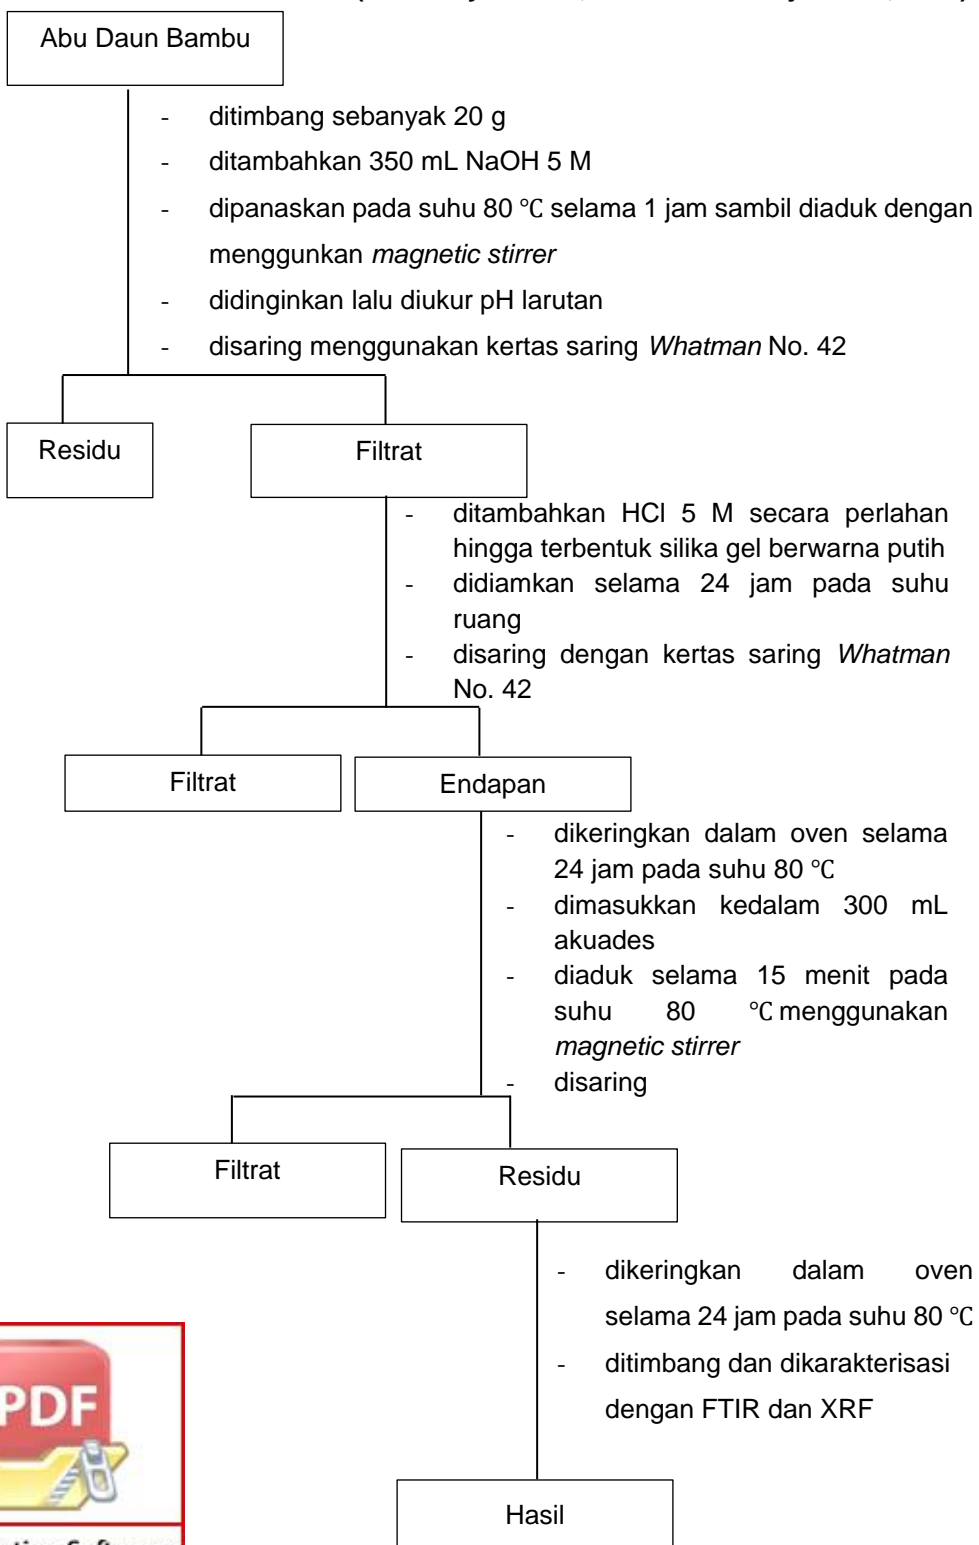 Abu Daun Bambu
- ditimbang sebanyak 20 g
- ditambahkan 350 mL NaOH 5 M
- dipanaskan pada suhu 80 ℃ selama 1 jam sambil diaduk dengan
menggunkan magnetic stirrer
- didinginkan lalu diukur pH larutan
- disaring menggunakan kertas saring Whatman No. 42
Residu
Filtrat
- ditambahkan HCl 5 M secara perlahan
hingga terbentuk silika gel berwarna putih
- didiamkan selama 24 jam pada suhu
ruang
- disaring dengan kertas saring Whatman
No. 42
Filtrat
Endapan
- dikeringkan dalam oven selama
24 jam pada suhu 80 ℃
- dimasukkan kedalam 300 mL
akuades
- diaduk selama 15 menit pada
suhu 80 ℃ menggunakan
magnetic stirrer
- disaring
Filtrat
Residu
- dikeringkan dalam oven
selama 24 jam pada suhu 80 ℃
- ditimbang dan dikarakterisasi
dengan FTIR dan XRF
PDF
Hasil